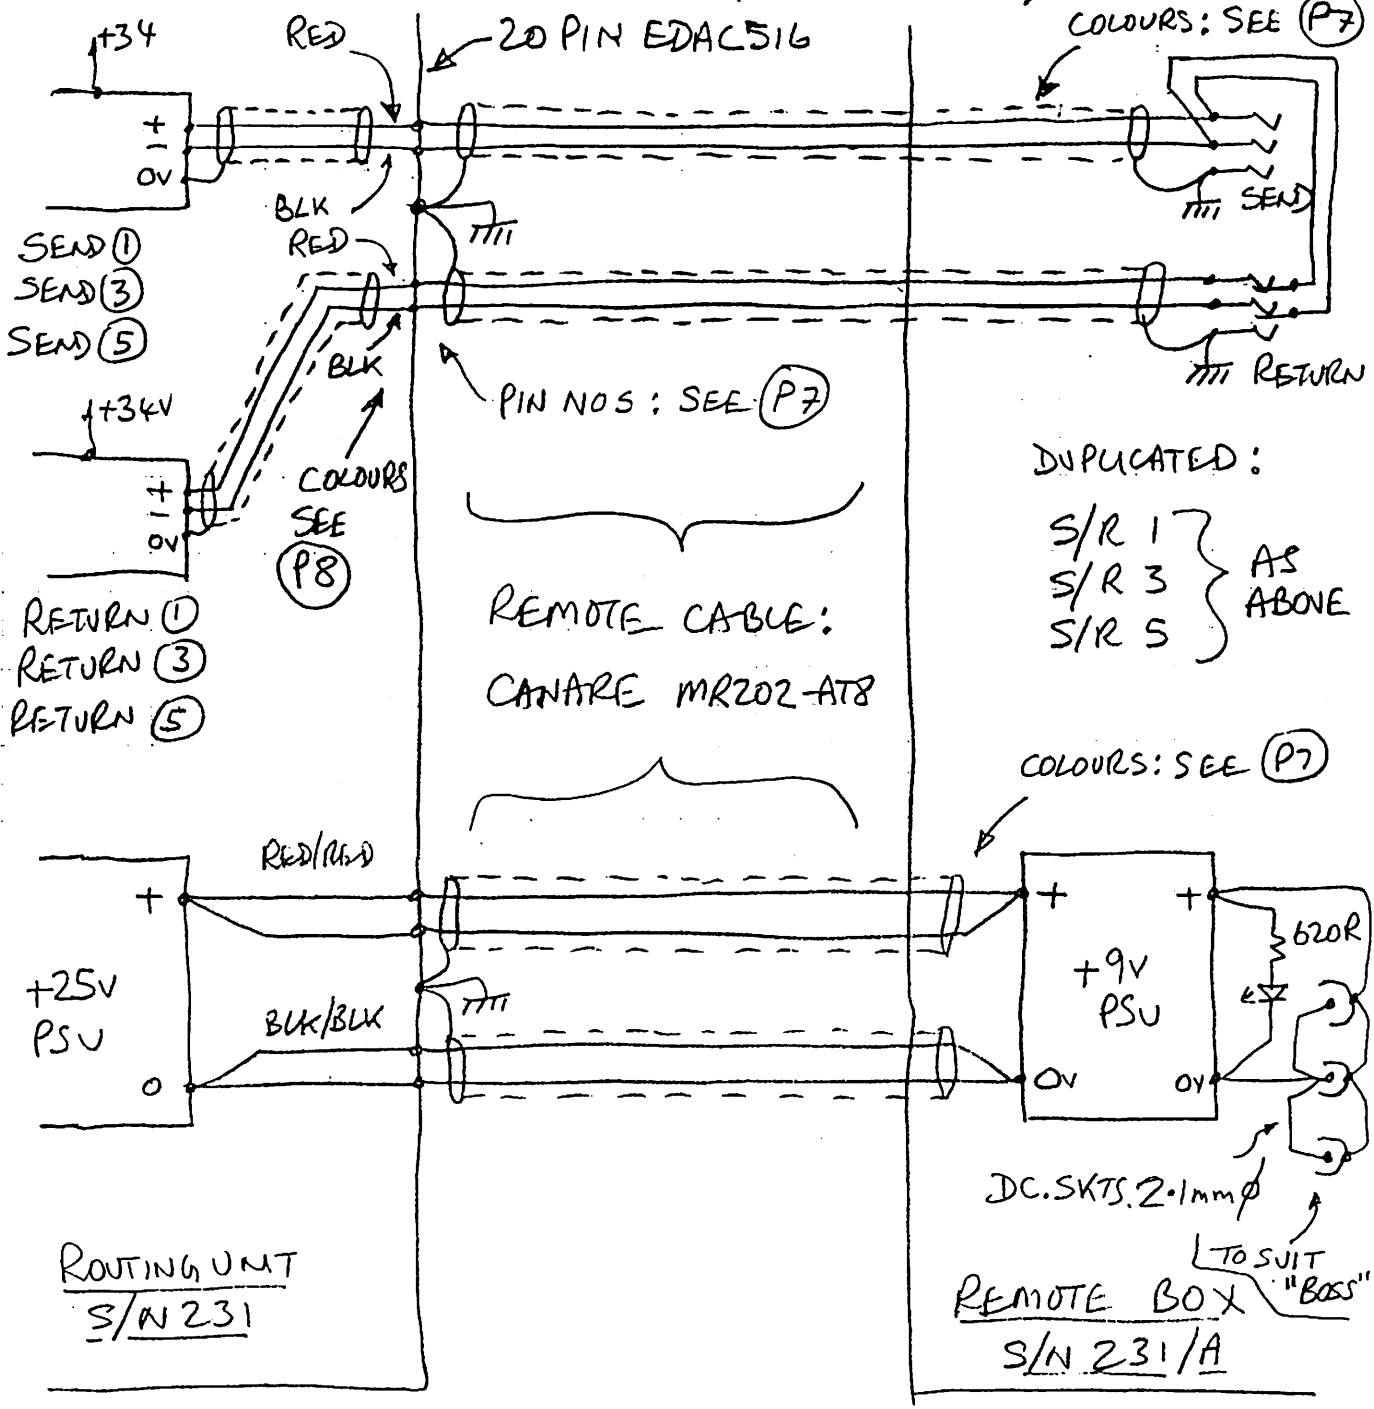 +34
RED
20 PIN EDAC516
COLOURS: SEE P7
+
-
0V
BLK
SEND
SEND 1
SEND 3
SEND 5
RED
BLK
RETURN
PIN NOS: SEE P7
+34V
+
-
0V
COLOURS
SEE
P8
DUPLICATED:
S/R 1
S/R 3
S/R 5
AS
ABOVE
RETURN 1
RETURN 3
RETURN 5
REMOTE CABLE:
CANARE MR202-AT8
COLOURS: SEE P7
RED/RED
+
+25V
PSU
0
BLK/BLK
+
+
+9V
PSU
0V
0V
620R
DC.SKTS.2.1mmφ
TO SUIT
"BOSS"
ROUTING UNIT
S/N 231
REMOTE BOX
S/N 231/A